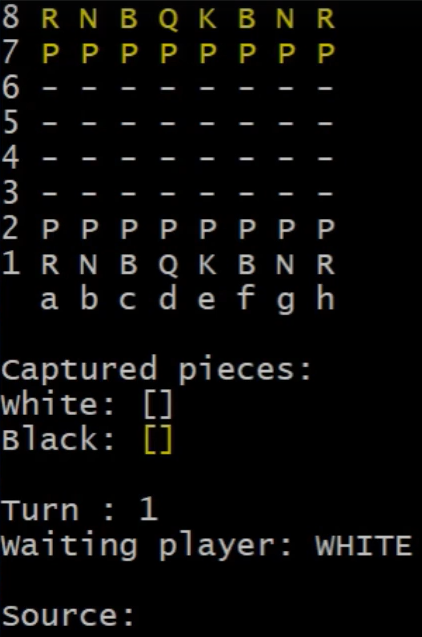 8 R N B Q K B N R
7 P P P P P P P P
6 - - - - - - - -
5 - - - - - - - -
4 - - - - - - - -
3 - - - - - - - -
2 P P P P P P P P
1 R N B Q K B N R
  a b c d e f g h
Captured pieces:
White: []
Black: []
Turn : 1
Waiting player: WHITE
Source: